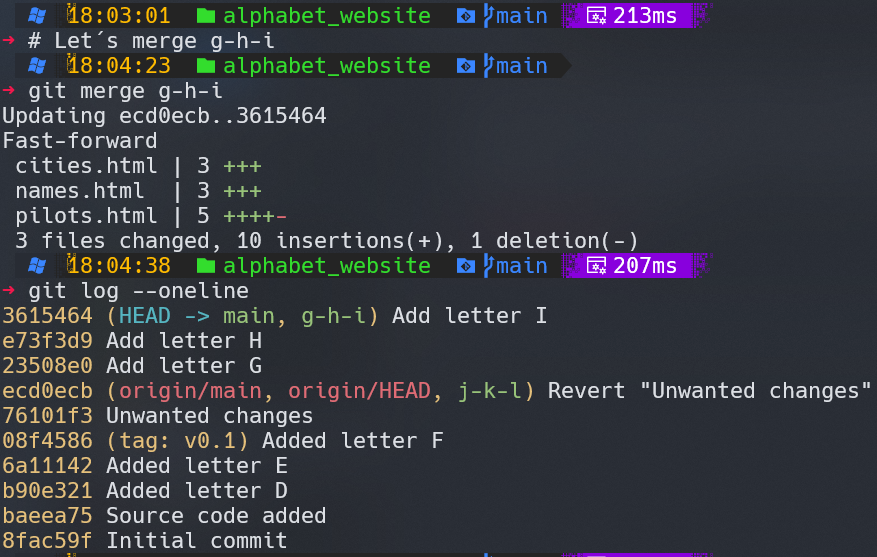 18:03:01 alphabet_website main 213ms
→ # Let´s merge g-h-i
18:04:23 alphabet_website main
→ git merge g-h-i
Updating ecd0ecb..3615464
Fast-forward
cities.html | 3 +++
names.html | 3 +++
pilots.html | 5 ++++-
3 files changed, 10 insertions(+), 1 deletion(-)
18:04:38 alphabet_website main 207ms
→ git log --oneline
3615464 (HEAD -> main, g-h-i) Add letter I
e73f3d9 Add letter H
23508e0 Add letter G
ecd0ecb (origin/main, origin/HEAD, j-k-l) Revert "Unwanted changes"
76101f3 Unwanted changes
08f4586 (tag: v0.1) Added letter F
6a11142 Added letter E
b90e321 Added letter D
baeea75 Source code added
8fac59f Initial commit